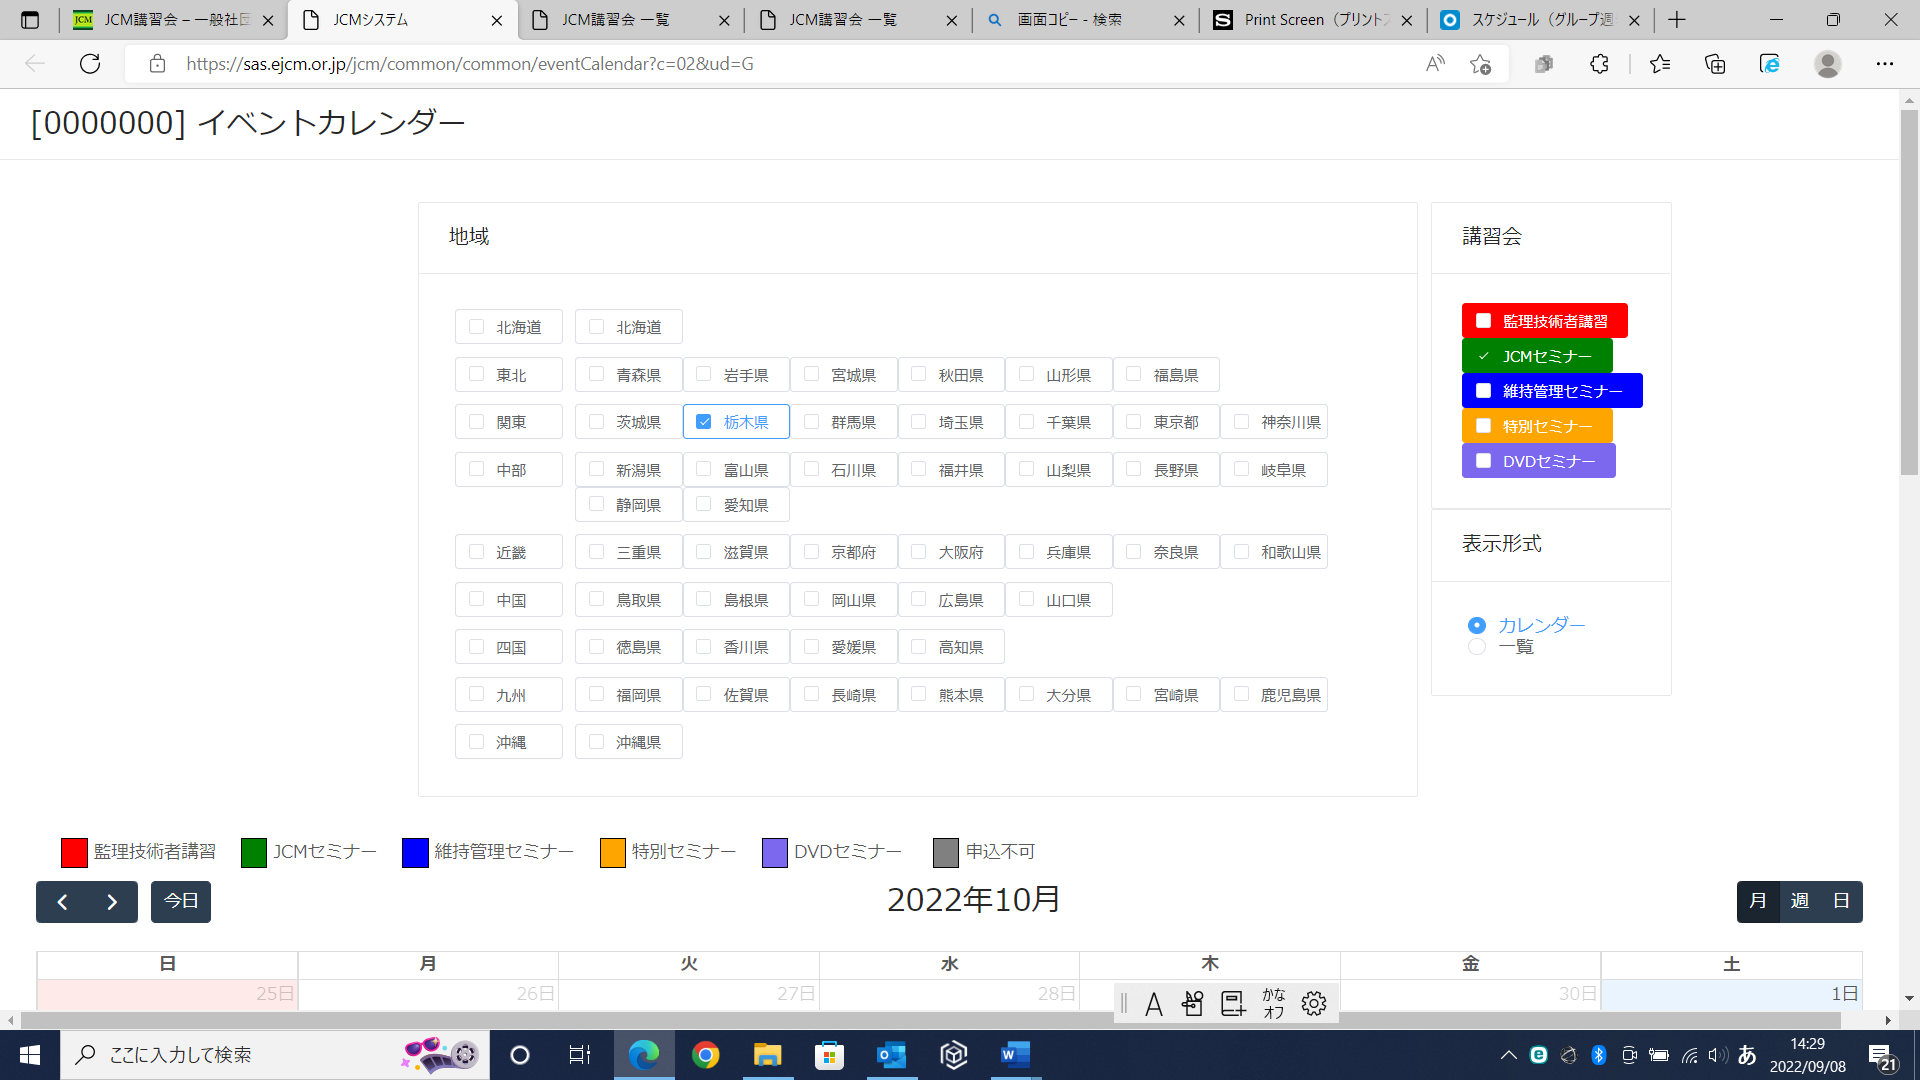 JCM講習会 – 一般社団
JCMシステム
JCM講習会 一覧
JCM講習会 一覧
画面コピー - 検索
Print Screen（プリントス
スケジュール（グループ週
https://sas.ejcm.or.jp/jcm/common/common/eventCalendar?c=02&ud=G
[0000000] イベントカレンダー
地域
北海道 北海道
東北 青森県 岩手県 宮城県 秋田県 山形県 福島県
関東 茨城県 栃木県 群馬県 埼玉県 千葉県 東京都 神奈川県
中部 新潟県 富山県 石川県 福井県 山梨県 長野県 岐阜県
静岡県 愛知県
近畿 三重県 滋賀県 京都府 大阪府 兵庫県 奈良県 和歌山県
中国 鳥取県 島根県 岡山県 広島県 山口県
四国 徳島県 香川県 愛媛県 高知県
九州 福岡県 佐賀県 長崎県 熊本県 大分県 宮崎県 鹿児島県
沖縄 沖縄県
講習会
監理技術者講習
JCMセミナー
維持管理セミナー
特別セミナー
DVDセミナー
表示形式
カレンダー
一覧
監理技術者講習 JCMセミナー 維持管理セミナー 特別セミナー DVDセミナー 申込不可
今日
2022年10月
月 週 日
日 月 火 水 木 金 土
25日 26日 27日 28日 30日 1日
A かな
オフ
ここに入力して検索
あ
14:29
2022/09/08
21